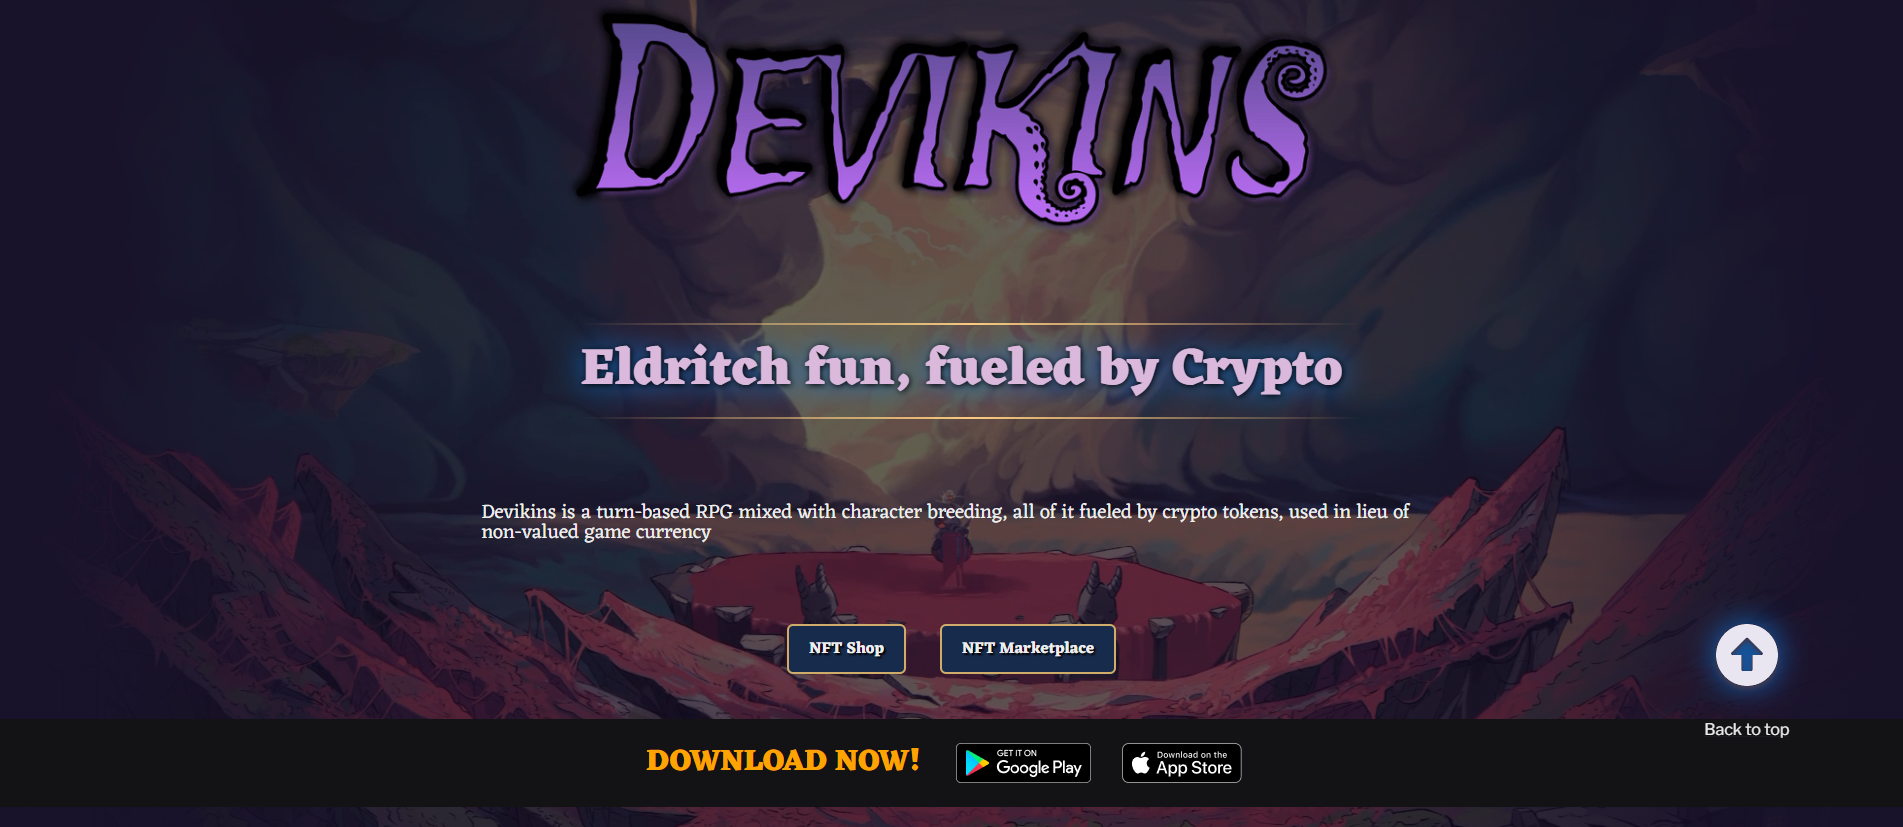 DEVIKINS
Eldritch fun, fueled by Crypto
Devikins is a turn-based RPG mixed with character breeding, all of it fueled by crypto tokens, used in lieu of
non-valued game currency
NFT Shop
NFT Marketplace
Back to top
DOWNLOAD NOW!
GET IT ON
Google Play
Download on the
App Store